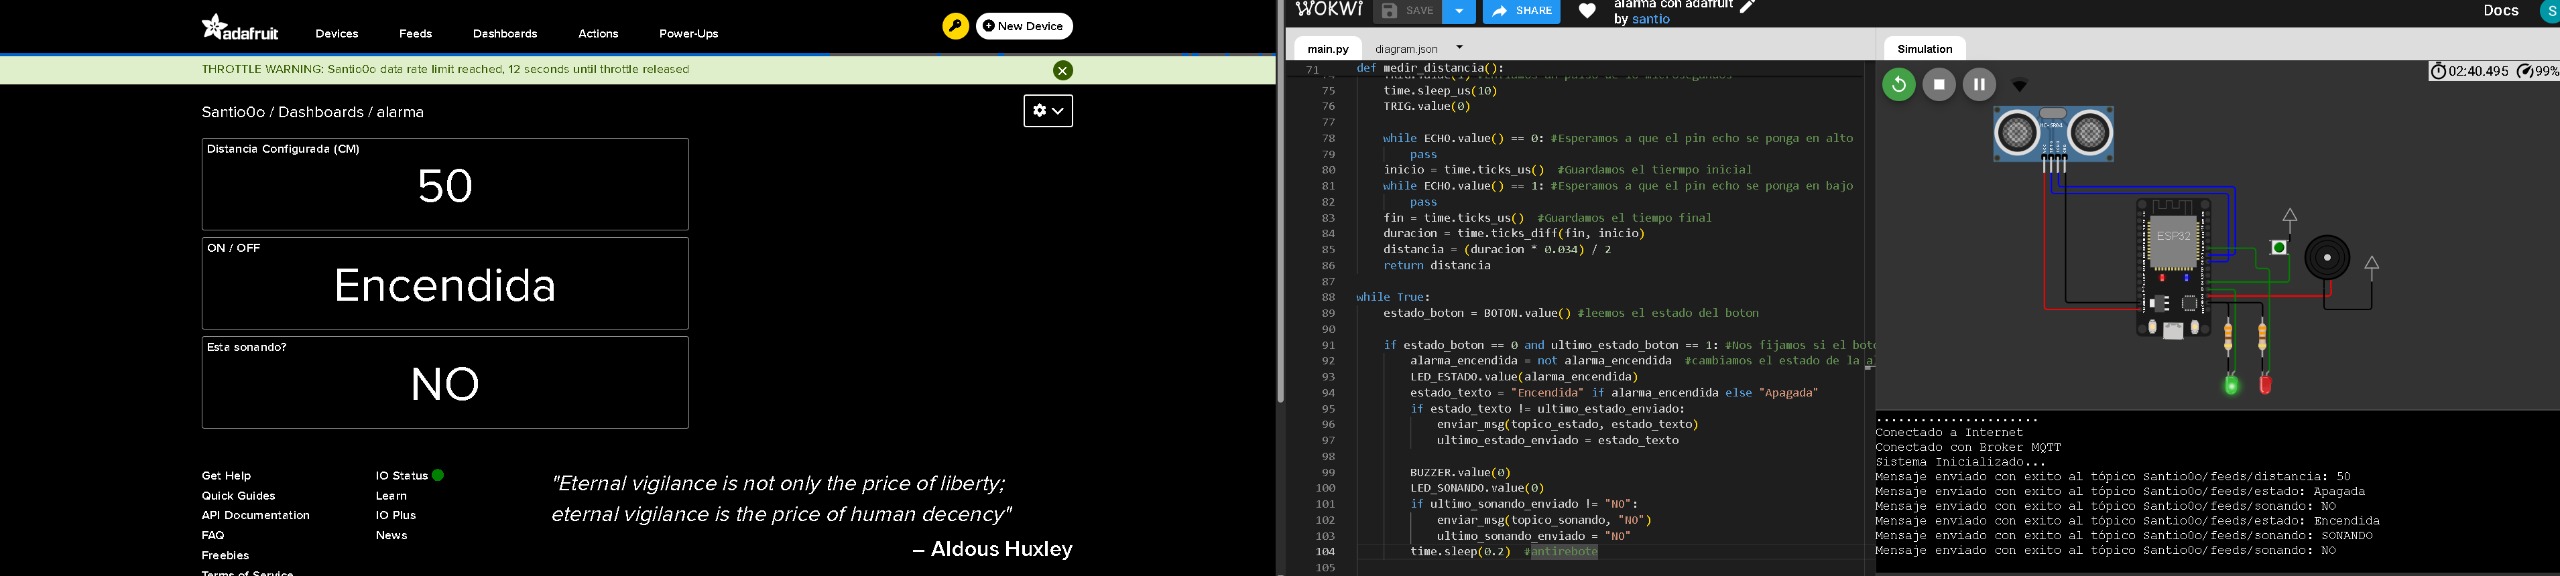 adafruit
Devices
Feeds
Dashboards
Actions
Power-Ups
New Device
THROTTLE WARNING: Santio0o data rate limit reached, 12 seconds until throttle released
Santio0o / Dashboards / alarma
Distancia Configurada (CM)
50
ON / OFF
Encendida
Esta sonando?
NO
Get Help
Quick Guides
API Documentation
FAQ
Freebies
Terms of Service
IO Status
Learn
IO Plus
News
"Eternal vigilance is not only the price of liberty;
eternal vigilance is the price of human decency"
– Aldous Huxley
WOKWI
SAVE
SHARE
alarma con adafruit
by santio
Docs
S
main.py
diagram.json
71 def medir_distancia():
75 time.sleep_us(10)
76 TRIG.value(0)
77
78 while ECHO.value() == 0: #Esperamos a que el pin echo se ponga en alto
79 pass
80 inicio = time.ticks_us() #Guardamos el tiermpo inicial
81 while ECHO.value() == 1: #Esperamos a que el pin echo se ponga en bajo
82 pass
83 fin = time.ticks_us() #Guardamos el tiempo final
84 duracion = time.ticks_diff(fin, inicio)
85 distancia = (duracion * 0.034) / 2
86 return distancia
87
88 while True:
89 estado_boton = BOTON.value() #leemos el estado del boton
90
91 if estado_boton == 0 and ultimo_estado_boton == 1: #Nos fijamos si el boto
92 alarma_encendida = not alarma_encendida #cambiamos el estado de la a
93 LED_ESTADO.value(alarma_encendida)
94 estado_texto = "Encendida" if alarma_encendida else "Apagada"
95 if estado_texto != ultimo_estado_enviado:
96 enviar_msg(topico_estado, estado_texto)
97 ultimo_estado_enviado = estado_texto
98
99 BUZZER.value(0)
100 LED_SONANDO.value(0)
101 if ultimo_sonando_enviado != "NO":
102 enviar_msg(topico_sonando, "NO")
103 ultimo_sonando_enviado = "NO"
104 time.sleep(0.2) #antirebote
105
Simulation
02:40.495
99%
HC-SR04
ESP32
......................
Conectado a Internet
Conectado con Broker MQTT
Sistema Inicializado...
Mensaje enviado con exito al tópico Santio0o/feeds/distancia: 50
Mensaje enviado con exito al tópico Santio0o/feeds/estado: Apagada
Mensaje enviado con exito al tópico Santio0o/feeds/sonando: NO
Mensaje enviado con exito al tópico Santio0o/feeds/estado: Encendida
Mensaje enviado con exito al tópico Santio0o/feeds/sonando: SONANDO
Mensaje enviado con exito al tópico Santio0o/feeds/sonando: NO